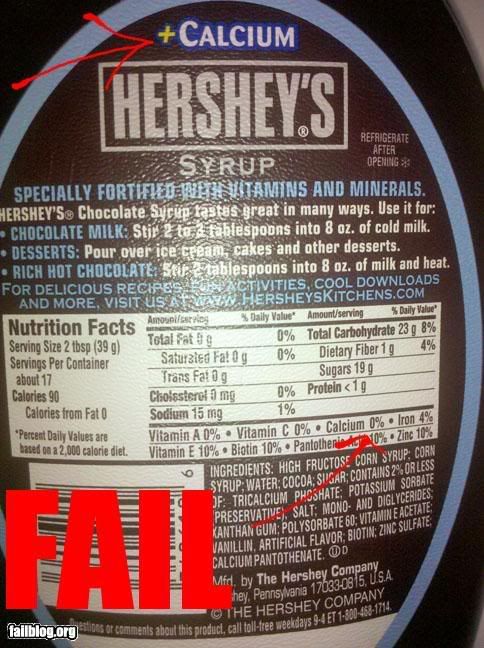 +CALCIUM
HERSHEY'S®
SYRUP
REFRIGERATE
AFTER
OPENING
SPECIALLY FORTIFIED WITH VITAMINS AND MINERALS.
HERSHEY'S® Chocolate Syrup tastes great in many ways. Use it for:
• CHOCOLATE MILK: Stir 2 to 3 tablespoons into 8 oz. of cold milk.
• DESSERTS: Pour over ice cream, cakes and other desserts.
• RICH HOT CHOCOLATE: Stir 2 tablespoons into 8 oz. of milk and heat.
FOR DELICIOUS RECIPES, FUN ACTIVITIES, COOL DOWNLOADS
AND MORE, VISIT US AT WWW.HERSHEYSKITCHENS.COM
Nutrition Facts
Serving Size 2 tbsp (39 g)
Servings Per Container
about 17
Calories 90
Calories from Fat 0
*Percent Daily Values are
based on a 2,000 calorie diet.
Amount/serving % Daily Value*
Total Fat 0 g 0%
Saturated Fat 0 g 0%
Trans Fat 0 g
Cholesterol 0 mg 0%
Sodium 15 mg 1%
Amount/serving % Daily Value*
Total Carbohydrate 23 g 8%
Dietary Fiber 1 g 4%
Sugars 19 g
Protein < 1 g
Vitamin A 0% • Vitamin C 0% • Calcium 0% • Iron 4%
Vitamin E 10% • Biotin 10% • Pantothenic 10% • Zinc 10%
INGREDIENTS: HIGH FRUCTOSE CORN SYRUP; CORN
SYRUP; WATER; COCOA; SUGAR; CONTAINS 2% OR LESS
OF: TRICALCIUM PHOSHATE; POTASSIUM SORBATE
(PRESERVATIVE); SALT; MONO- AND DIGLYCERIDES;
XANTHAN GUM; POLYSORBATE 60; VITAMIN E ACETATE;
VANILLIN, ARTIFICIAL FLAVOR; BIOTIN; ZINC SULFATE;
CALCIUM PANTOTHENATE. D
Mfd. by The Hershey Company
shey, Pennsylvania 17033-0815, U.S.A.
© THE HERSHEY COMPANY
Questions or comments about this product, call toll-free weekdays 9-4 ET 1-800-468-1714.
6
FAIL
failblog.org